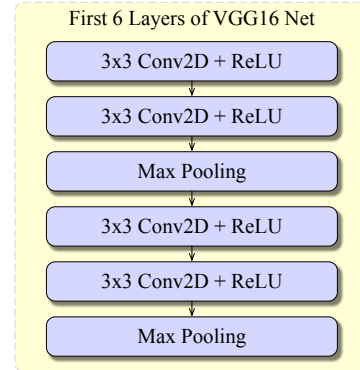 First 6 Layers of VGG16 Net
3x3 Conv2D + ReLU
3x3 Conv2D + ReLU
Max Pooling
3x3 Conv2D + ReLU
3x3 Conv2D + ReLU
Max Pooling